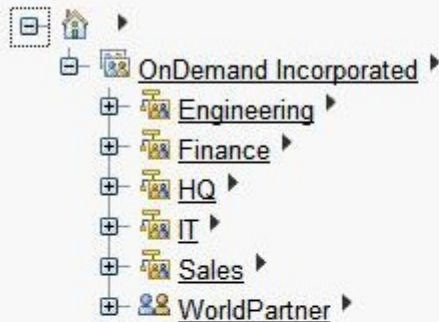 OnDemand Incorporated
Engineering
Finance
HQ
IT
Sales
WorldPartner